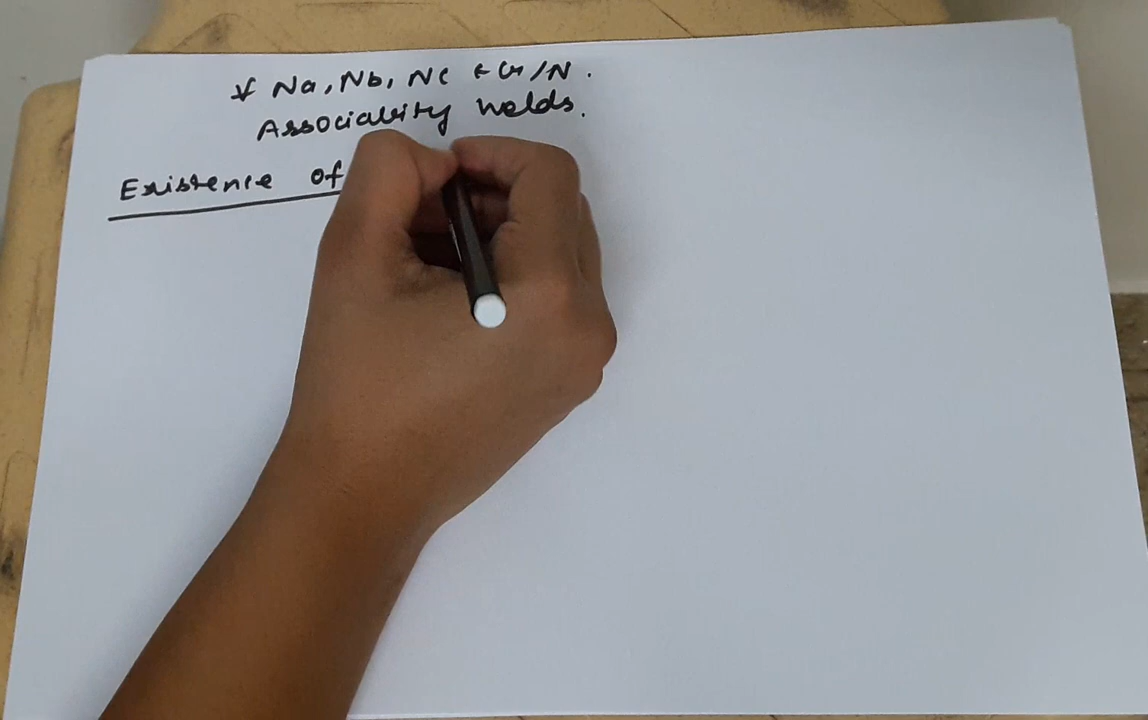 ∀ Na, Nb, Nc ∈ G/N.
Associativity holds.
Existence of